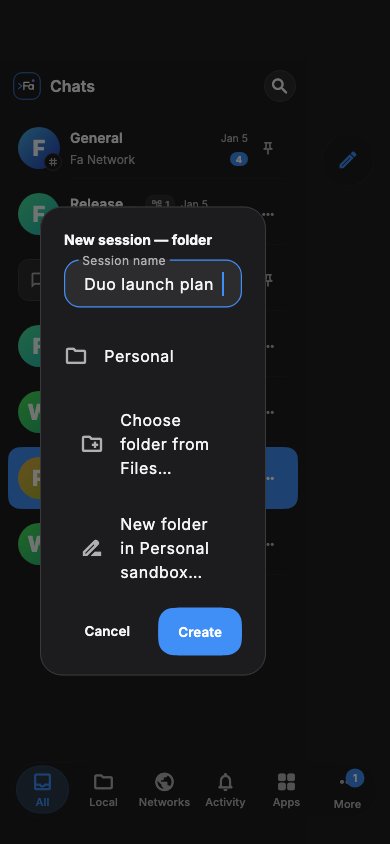 Fa
Chats
General
Jan 5
Fa Network
4
F
Release
1
Jan 5
F
New session — folder
Session name
Duo launch plan
Personal
Choose
folder from
Files...
New folder
in Personal
sandbox...
Cancel
Create
All
Local
Networks
Activity
Apps
1
More